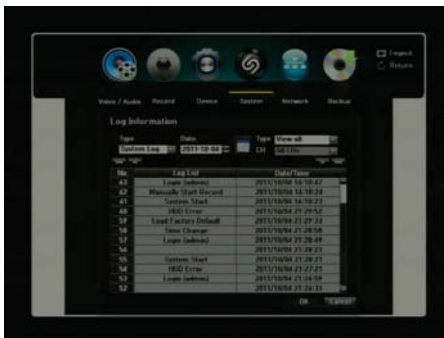 Logout
Return
Video / Audio Record Device System Network Backup
Log Information
Type Date Type View all
System Log 2011-10-04 CH All CHs
No. Log List Date/Time
63 Login (admin) 2011/10/04 16:18:47
62 Manually Start Record 2011/10/04 16:18:24
61 System Start 2011/10/04 16:18:23
60 HDD Error 2011/10/04 21:29:52
59 Load Factory Default 2011/10/04 21:29:33
58 Time Change 2011/10/04 21:28:58
57 Login (admin) 2011/10/04 21:28:49
56 2011/10/04 21:28:23
55 System Start 2011/10/04 21:28:21
54 HDD Error 2011/10/04 21:27:21
53 Login (admin) 2011/10/04 21:26:59
52 2011/10/04 21:26:33
OK Cancel